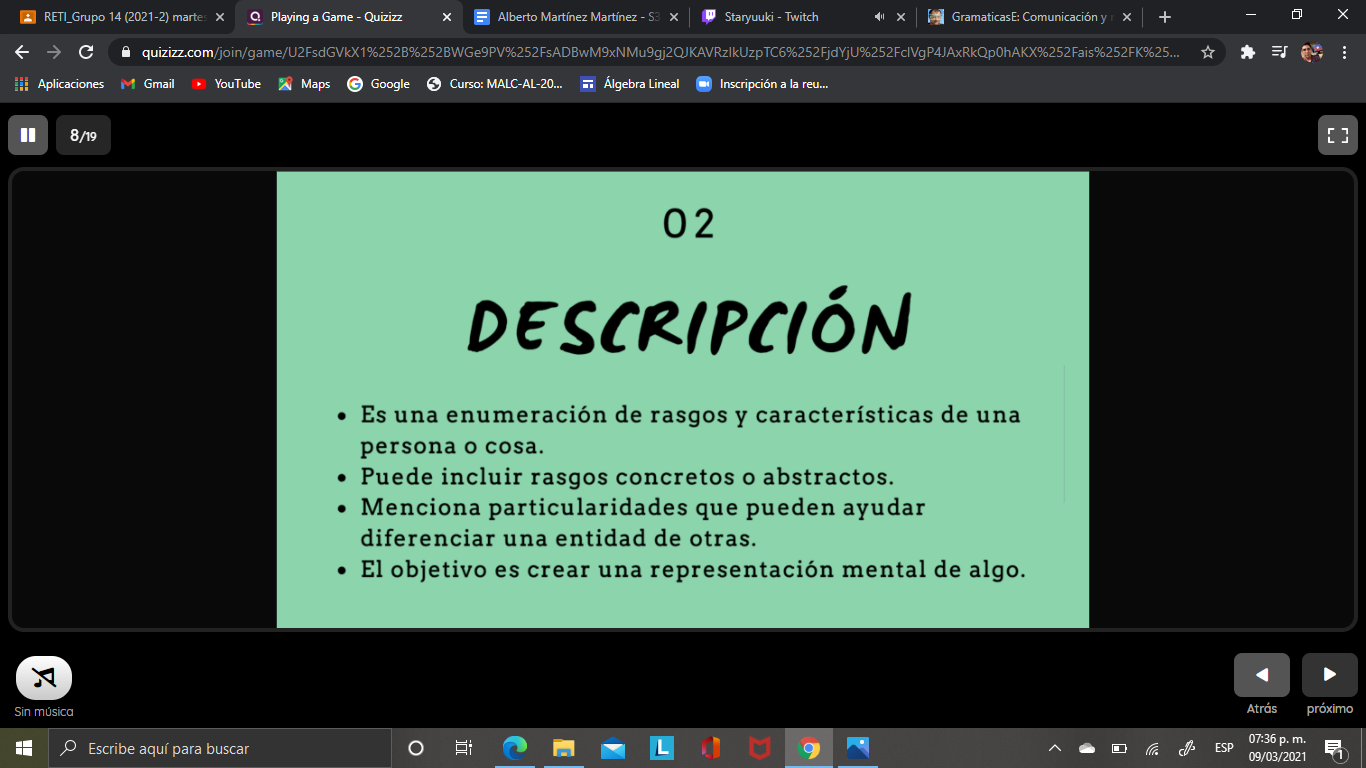 RETI_Grupo 14 (2021-2) martes
Playing a Game - Quizizz
Alberto Martínez Martínez - S3
Staryuuki - Twitch
GramaticasE: Comunicación y r
quizizz.com/join/game/U2FsdGVkX1%252B%252BWGe9PV%252FsADBwM9xNMu9gj2QJKAVRzIkUzpTC6%252FjdYjU%252FclVgP4JAxRkQp0hAKX%252Fais%252FK%25...
Aplicaciones
Gmail
YouTube
Maps
Google
Curso: MALC-AL-20...
Álgebra Lineal
Inscripción a la reu...
8/19
02
DESCRIPCIÓN
• Es una enumeración de rasgos y características de una
persona o cosa.
• Puede incluir rasgos concretos o abstractos.
• Menciona particularidades que pueden ayudar
diferenciar una entidad de otras.
• El objetivo es crear una representación mental de algo.
Sin música
Atrás
próximo
Escribe aquí para buscar
L
ESP
07:36 p. m.
09/03/2021
1